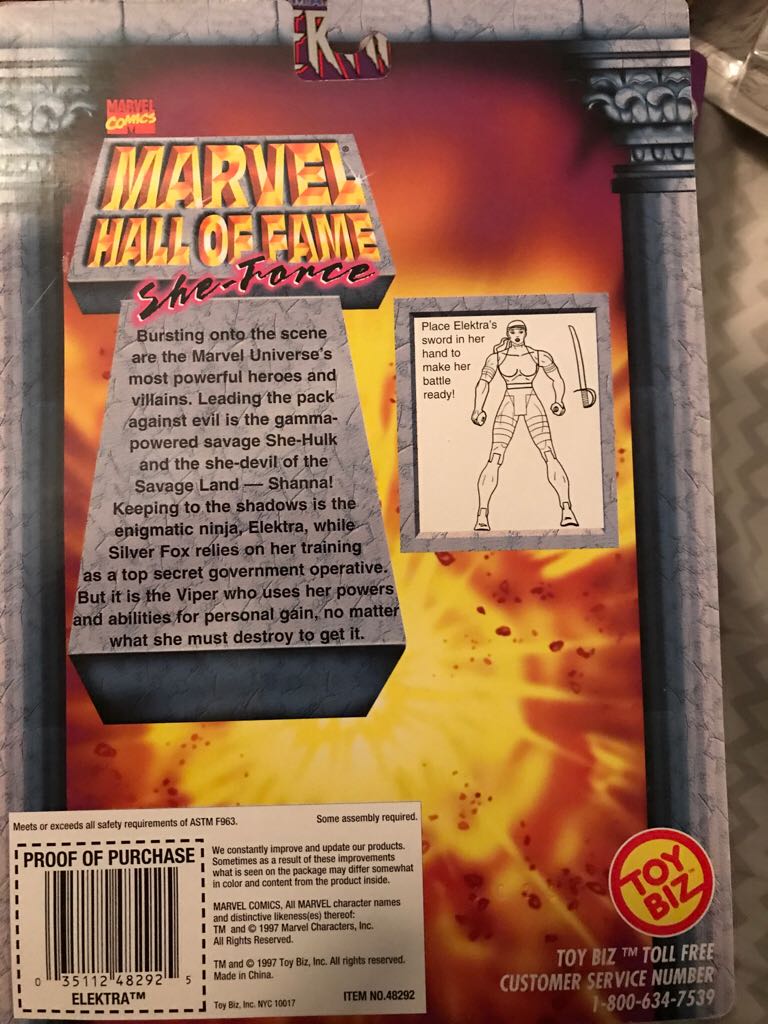 MARVEL
COMICS
MARVEL®
HALL OF FAME
She-Force
Bursting onto the scene
are the Marvel Universe's
most powerful heroes and
villains. Leading the pack
against evil is the gamma-
powered savage She-Hulk
and the she-devil of the
Savage Land — Shanna!
Keeping to the shadows is the
enigmatic ninja, Elektra, while
Silver Fox relies on her training
as a top secret government operative.
But it is the Viper who uses her powers
and abilities for personal gain, no matter
what she must destroy to get it.
Place Elektra's
sword in her
hand to
make her
battle
ready!
Meets or exceeds all safety requirements of ASTM F963.
Some assembly required.
PROOF OF PURCHASE
0 35112 48292 5
ELEKTRA™
We constantly improve and update our products.
Sometimes as a result of these improvements
what is seen on the package may differ somewhat
in color and content from the product inside.
MARVEL COMICS, All MARVEL character names
and distinctive likeness(es) thereof:
TM and © 1997 Marvel Characters, Inc.
All Rights Reserved.
TM and © 1997 Toy Biz, Inc. All rights reserved.
Made in China.
Toy Biz, Inc. NYC 10017
ITEM NO.48292
TOY
BIZ™
TOY BIZ ™ TOLL FREE
CUSTOMER SERVICE NUMBER
1-800-634-7539